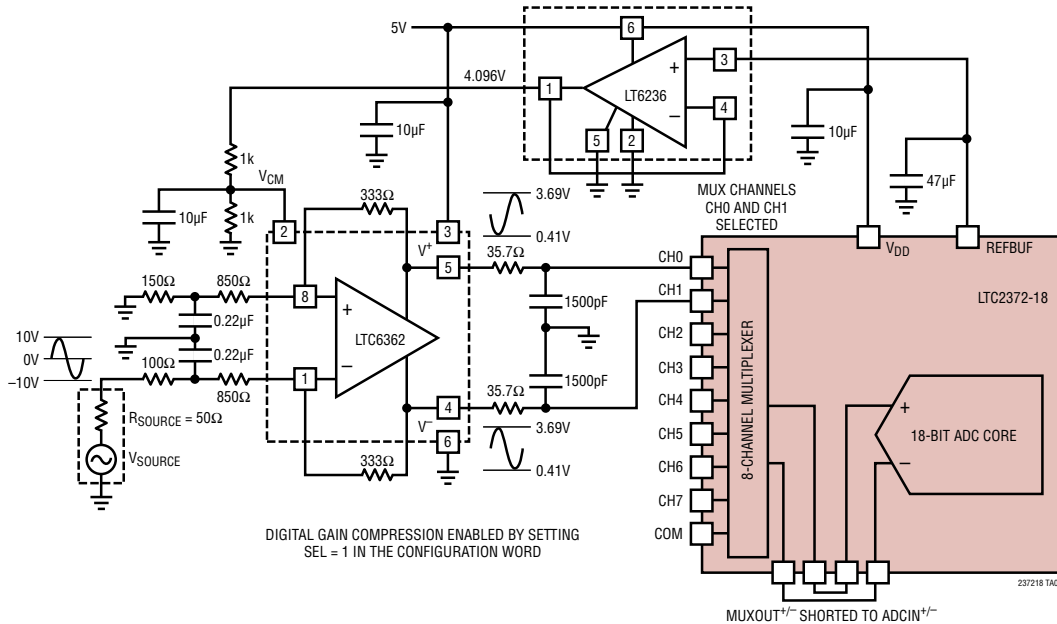 5V
6
3
4.096V
1
+
LT6236
4
10µF
–
10µF
5
2
1k
VCM
47µF
333Ω
3.69V
MUX CHANNELS
CH0 AND CH1
SELECTED
10µF
1k
2
3
0.41V
V+
VDD
REFBUF
5
35.7Ω
CH0
150Ω
850Ω
8
LTC2372-18
CH1
+
1500pF
0.22µF
LTC6362
CH2
10V
0V
0.22µF
CH3
–10V
100Ω
–
1500pF
+
1
35.7Ω
CH4
850Ω
8-CHANNEL MULTIPLEXER
RSOURCE = 50Ω
4
18-BIT ADC CORE
CH5
V–
3.69V
–
VSOURCE
6
CH6
333Ω
0.41V
CH7
DIGITAL GAIN COMPRESSION ENABLED BY SETTING
SEL = 1 IN THE CONFIGURATION WORD
COM
MUXOUT+/– SHORTED TO ADCIN+/–